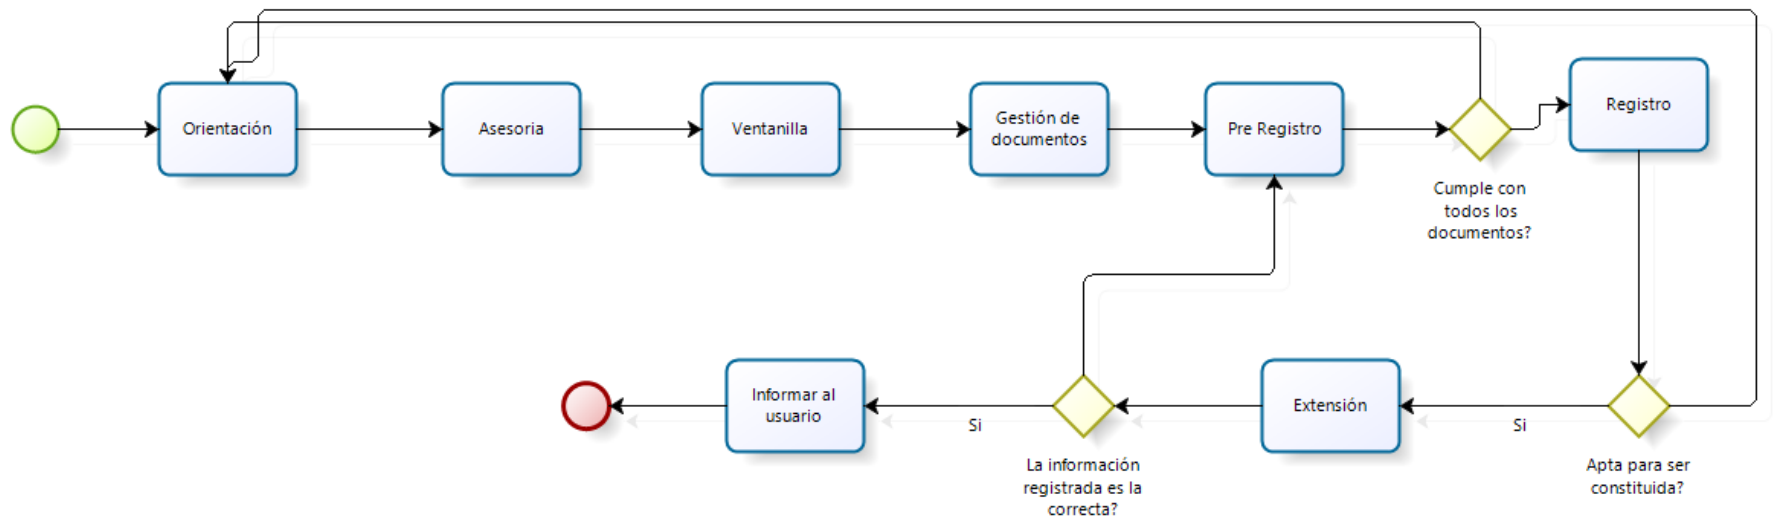 Orientación
Asesoria
Ventanilla
Gestión de
documentos
Pre Registro
Registro
Cumple con
todos los
documentos?
Informar al
usuario
Si
La información
registrada es la
correcta?
Extensión
Si
Apta para ser
constituida?